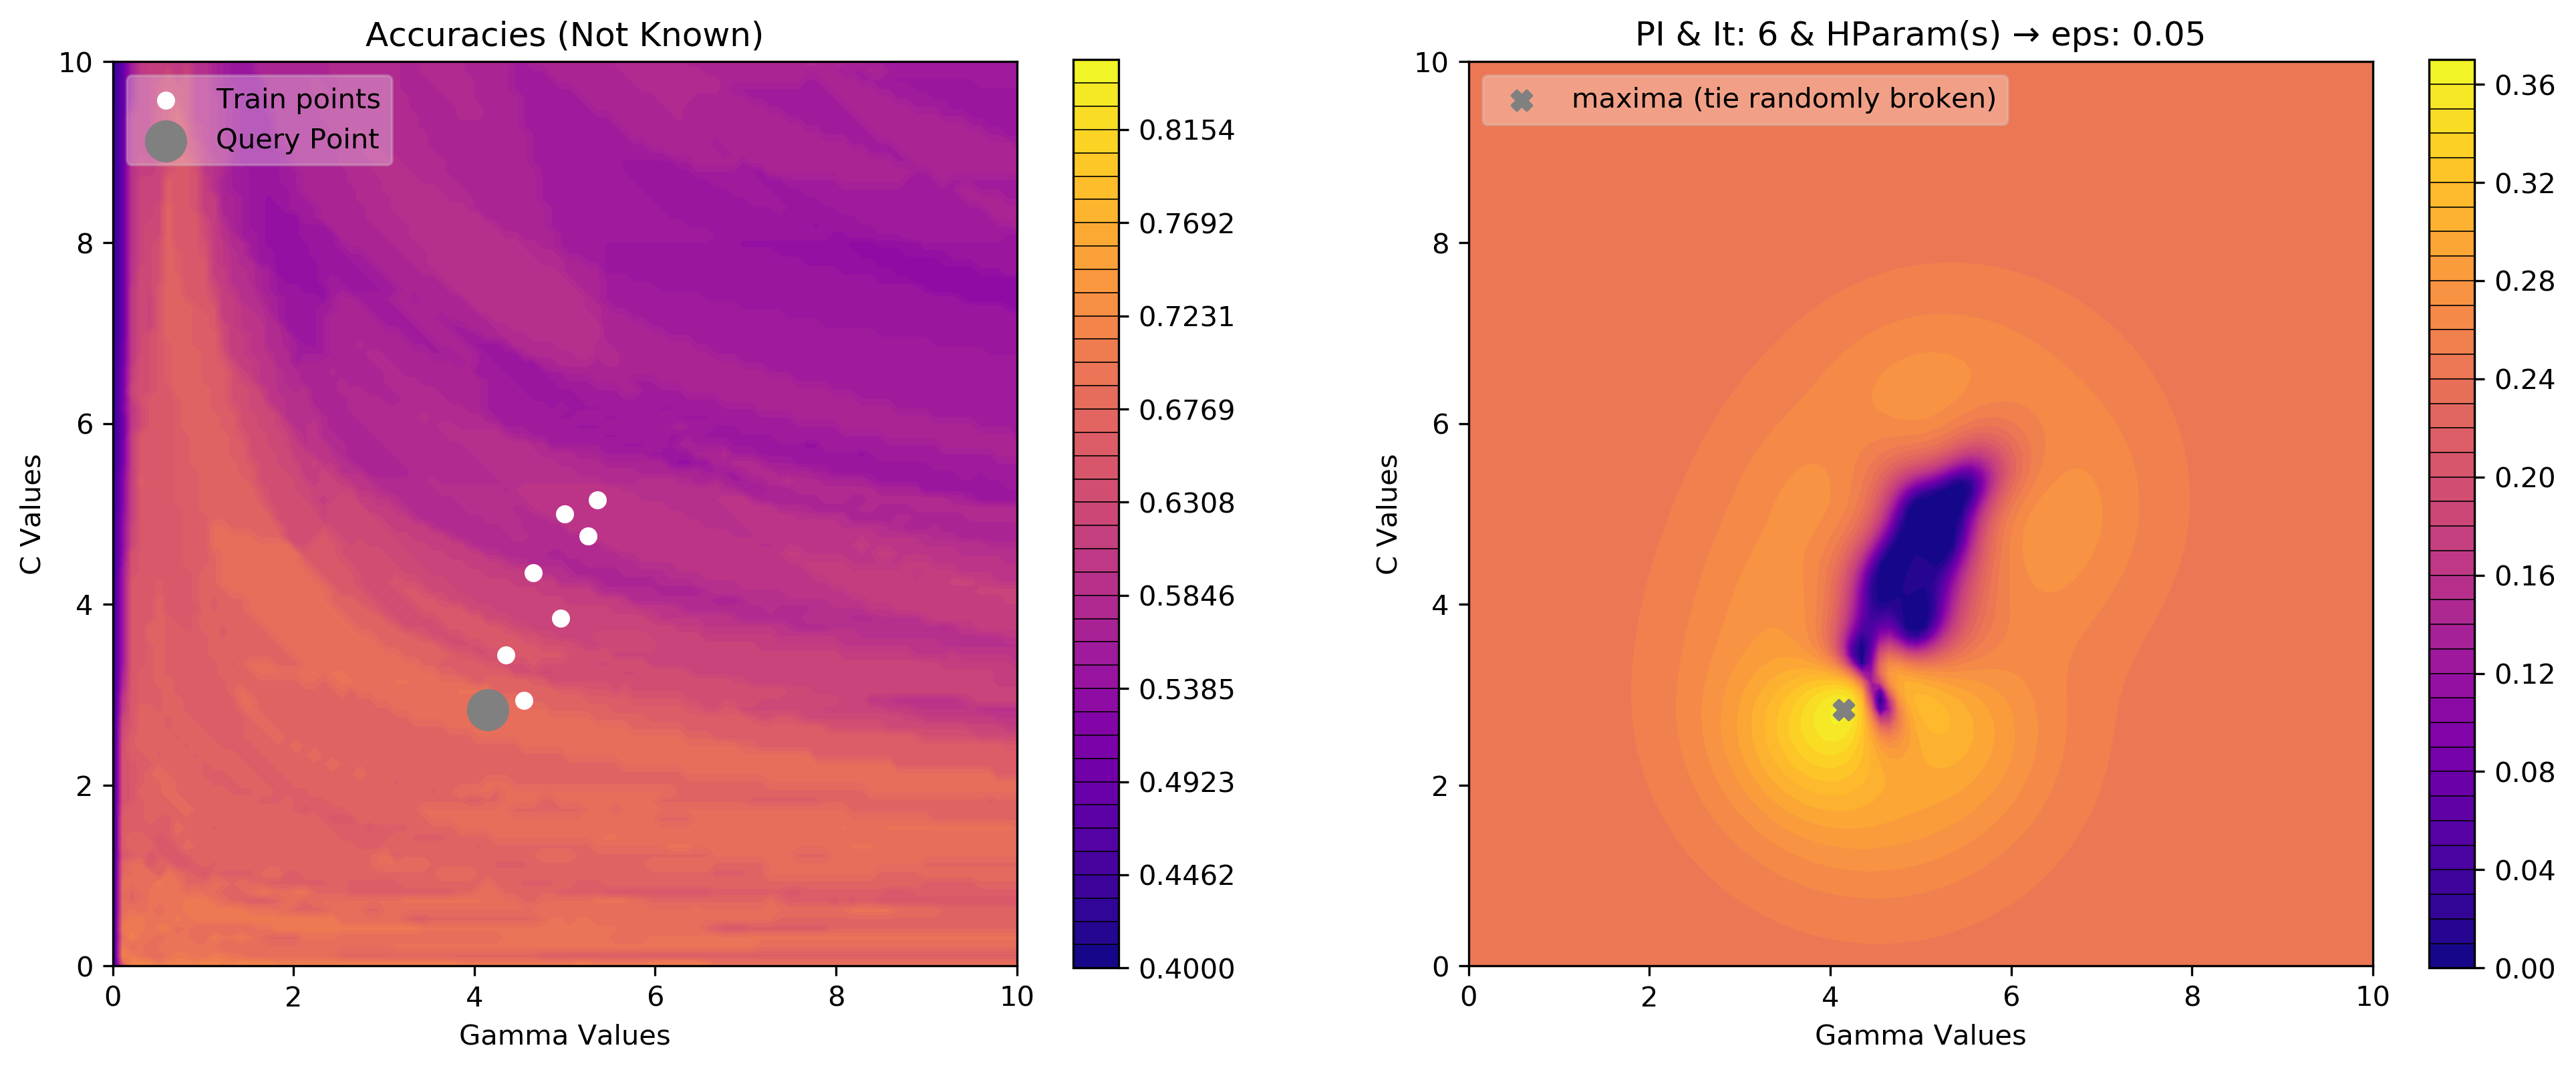 Accuracies (Not Known)
Train points
Query Point
10
8
6
4
2
0
C Values
0 2 4 6 8 10
Gamma Values
0.8154
0.7692
0.7231
0.6769
0.6308
0.5846
0.5385
0.4923
0.4462
0.4000
PI & It: 6 & HParam(s) → eps: 0.05
maxima (tie randomly broken)
10
8
6
4
2
0
C Values
0 2 4 6 8 10
Gamma Values
0.36
0.32
0.28
0.24
0.20
0.16
0.12
0.08
0.04
0.00